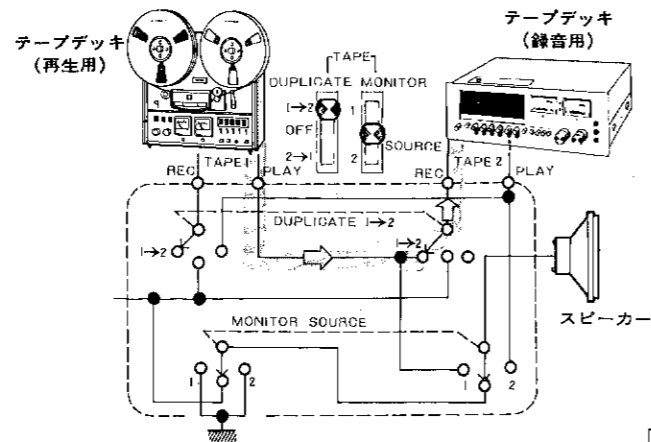 テープデッキ
(再生用)
テープデッキ
(録音用)
TAPE
DUPLICATE MONITOR
1→2
OFF
2→1
1
SOURCE
2
REC
TAPE 1
PLAY
REC
TAPE 2
PLAY
DUPLICATE 1→2
1→2
1→2
スピーカー
MONITOR SOURCE
1
2
1
2